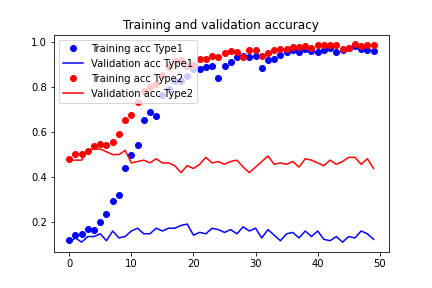 Training and validation accuracy
1.0
0.8
0.6
0.4
0.2
Training acc Type1
Validation acc Type1
Training acc Type2
Validation acc Type2
0 10 20 30 40 50